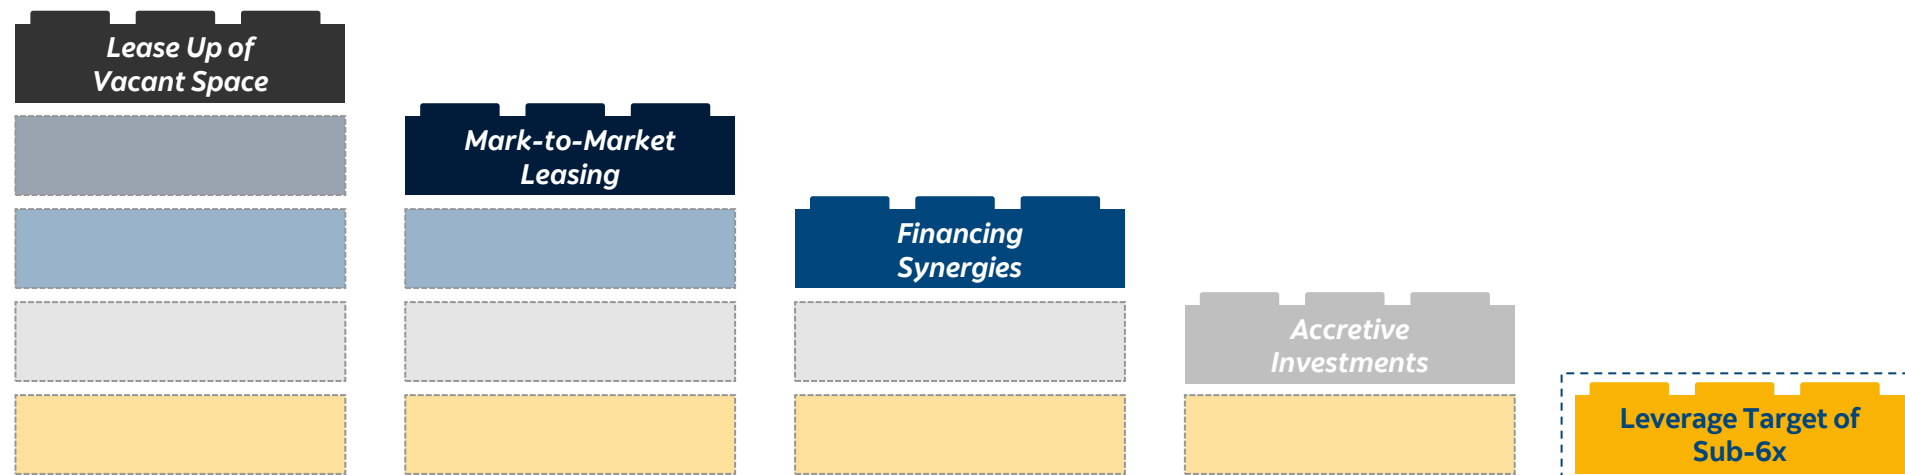 Lease Up of
Vacant Space
Mark-to-Market
Leasing
Financing
Synergies
Accretive
Investments
Leverage Target of
Sub-6x